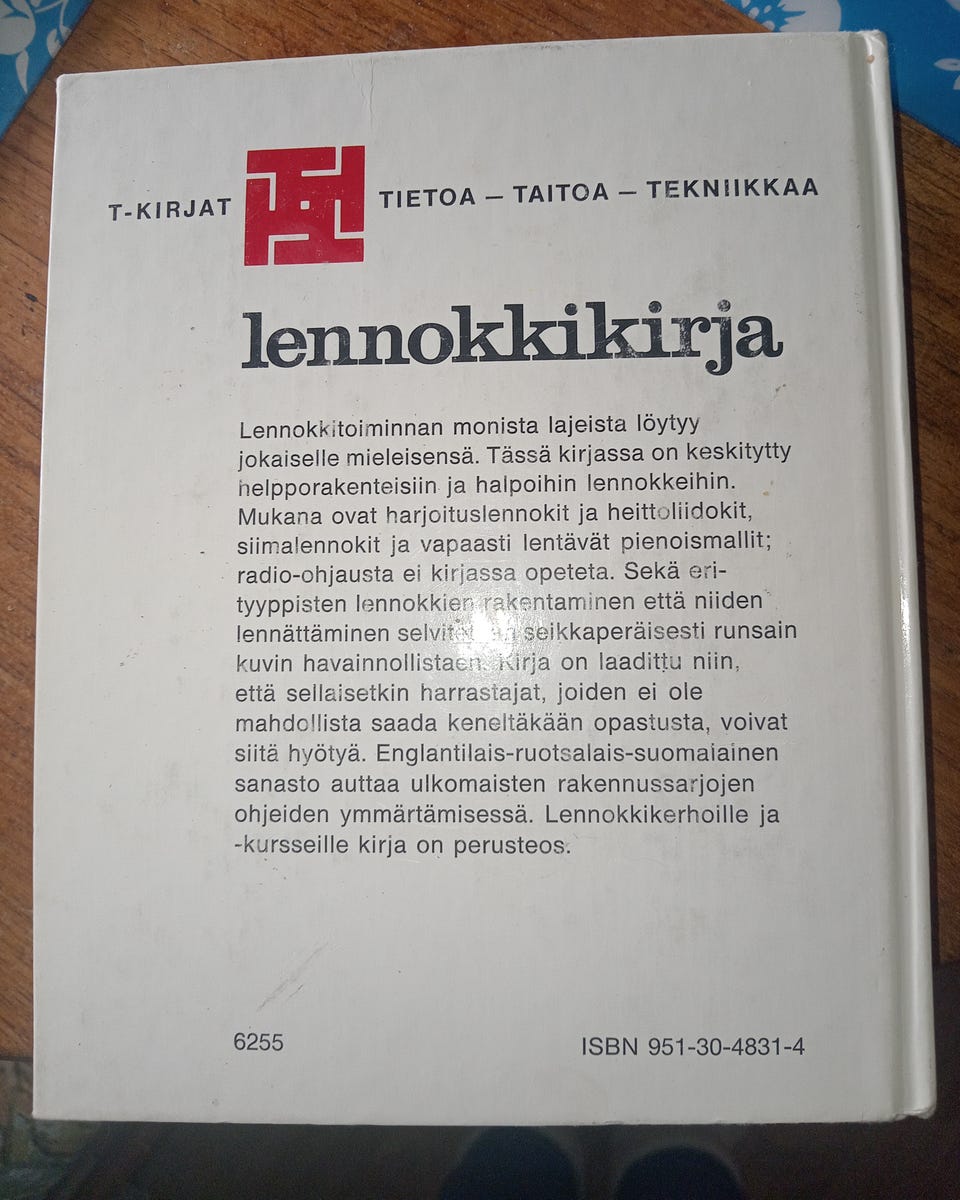 T-KIRJAT TIETOA — TAITOA — TEKNIIKKAA
lennokkikirja
Lennokkitoiminnan monista lajeista löytyy
jokaiselle mieleisensä. Tässä kirjassa on keskitytty
helpporakenteisiin ja halpoihin lennokkeihin.
Mukana ovat harjoituslennokit ja heittoliidokit,
siimalennokit ja vapaasti lentävät pienoismallit;
radio-ohjausta ei kirjassa opeteta. Sekä eri-
tyyppisten lennokkien rakentaminen että niiden
lennättäminen selvitetään seikkaperäisesti runsain
kuvin havainnollistaen. Kirja on laadittu niin,
että sellaisetkin harrastajat, joiden ei ole
mahdollista saada keneltäkään opastusta, voivat
siitä hyötyä. Englantilais-ruotsalais-suomalainen
sanasto auttaa ulkomaisten rakennussarjojen
ohjeiden ymmärtämisessä. Lennokkikerhoille ja
-kursseille kirja on perusteos.
6255 ISBN 951-30-4831-4